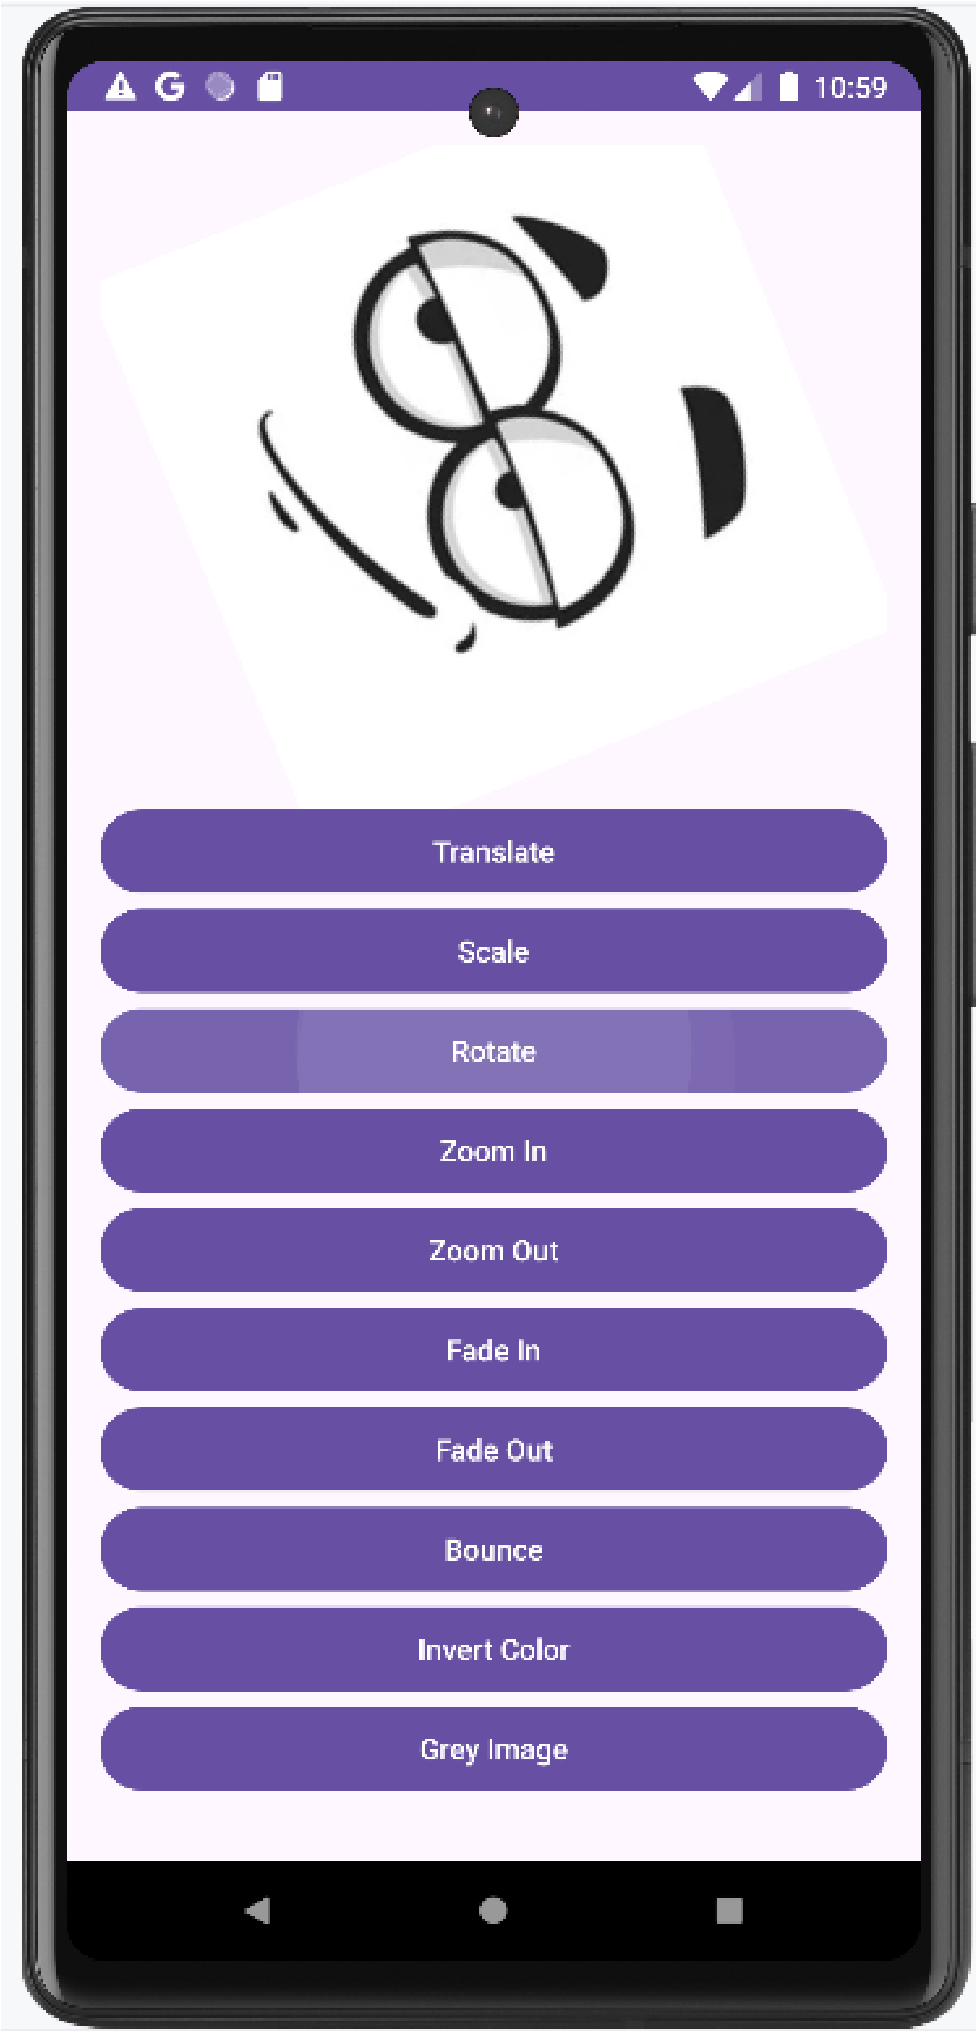 10:59
Translate
Scale
Rotate
Zoom In
Zoom Out
Fade In
Fade Out
Bounce
Invert Color
Grey Image